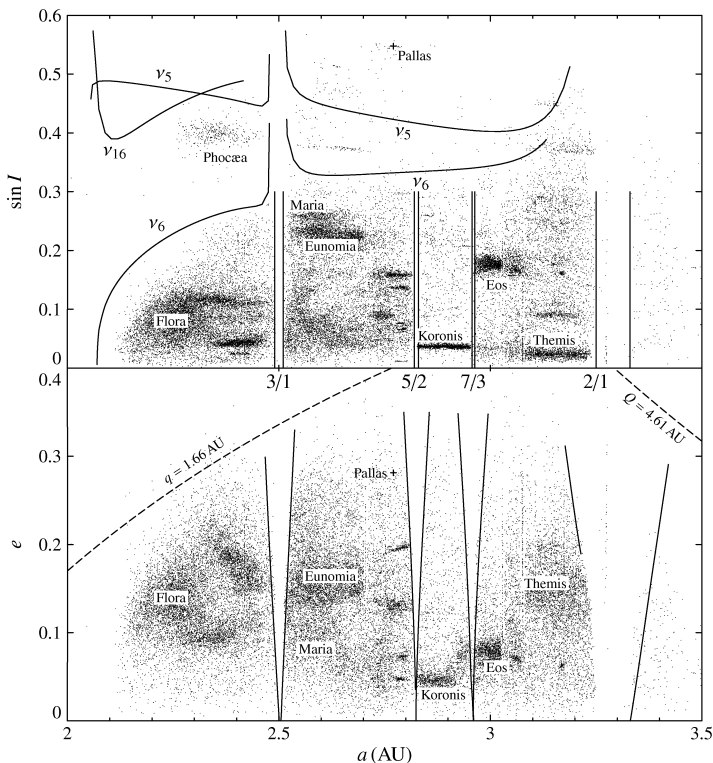 0.6
Pallas
0.5
ν5
ν5
0.4
ν16
Phocæa
sin I
0.3
ν6
ν6
Maria
0.2
Eunomia
Eos
0.1
Flora
Koronis
Themis
0
0.4
3/1
5/2
7/3
2/1
q = 1.66 AU
Q = 4.61 AU
0.3
Pallas
e
0.2
Eunomia
Themis
Flora
0.1
Maria
Eos
Koronis
0
2
2.5
3
3.5
a (AU)